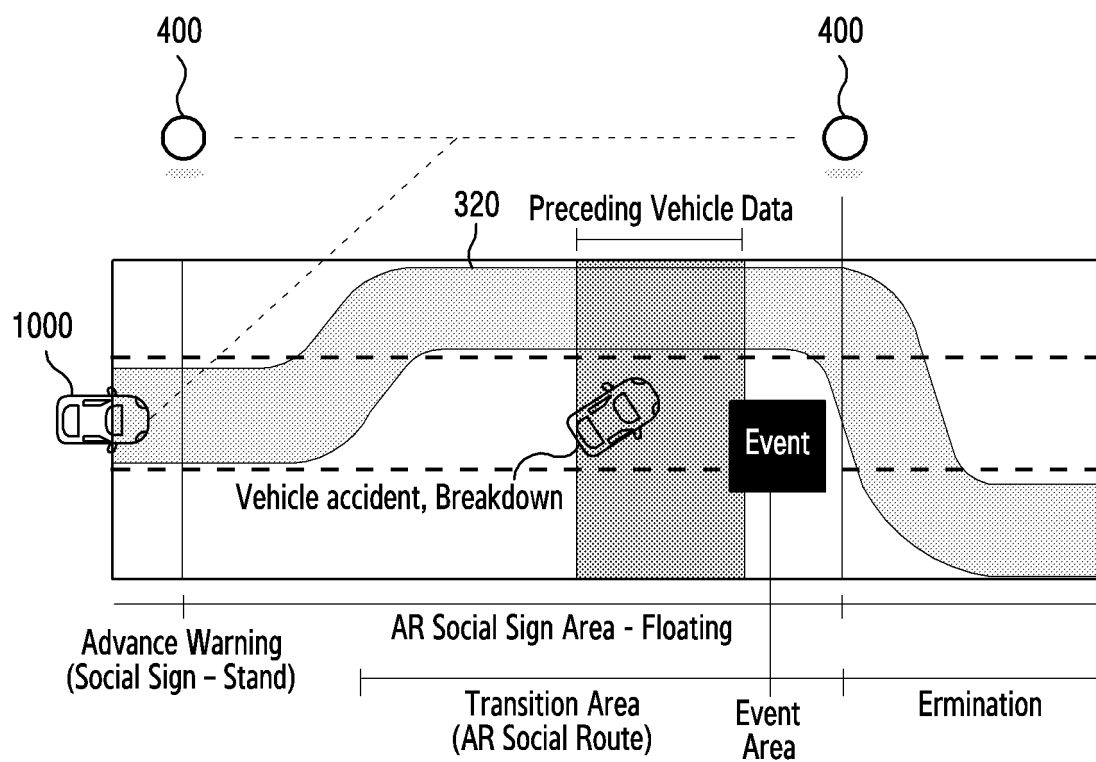 400
400
320
Preceding Vehicle Data
1000
Event
Vehicle accident, Breakdown
AR Social Sign Area - Floating
Advance Warning
(Social Sign – Stand)
Transition Area
(AR Social Route)
Event
Area
Ermination